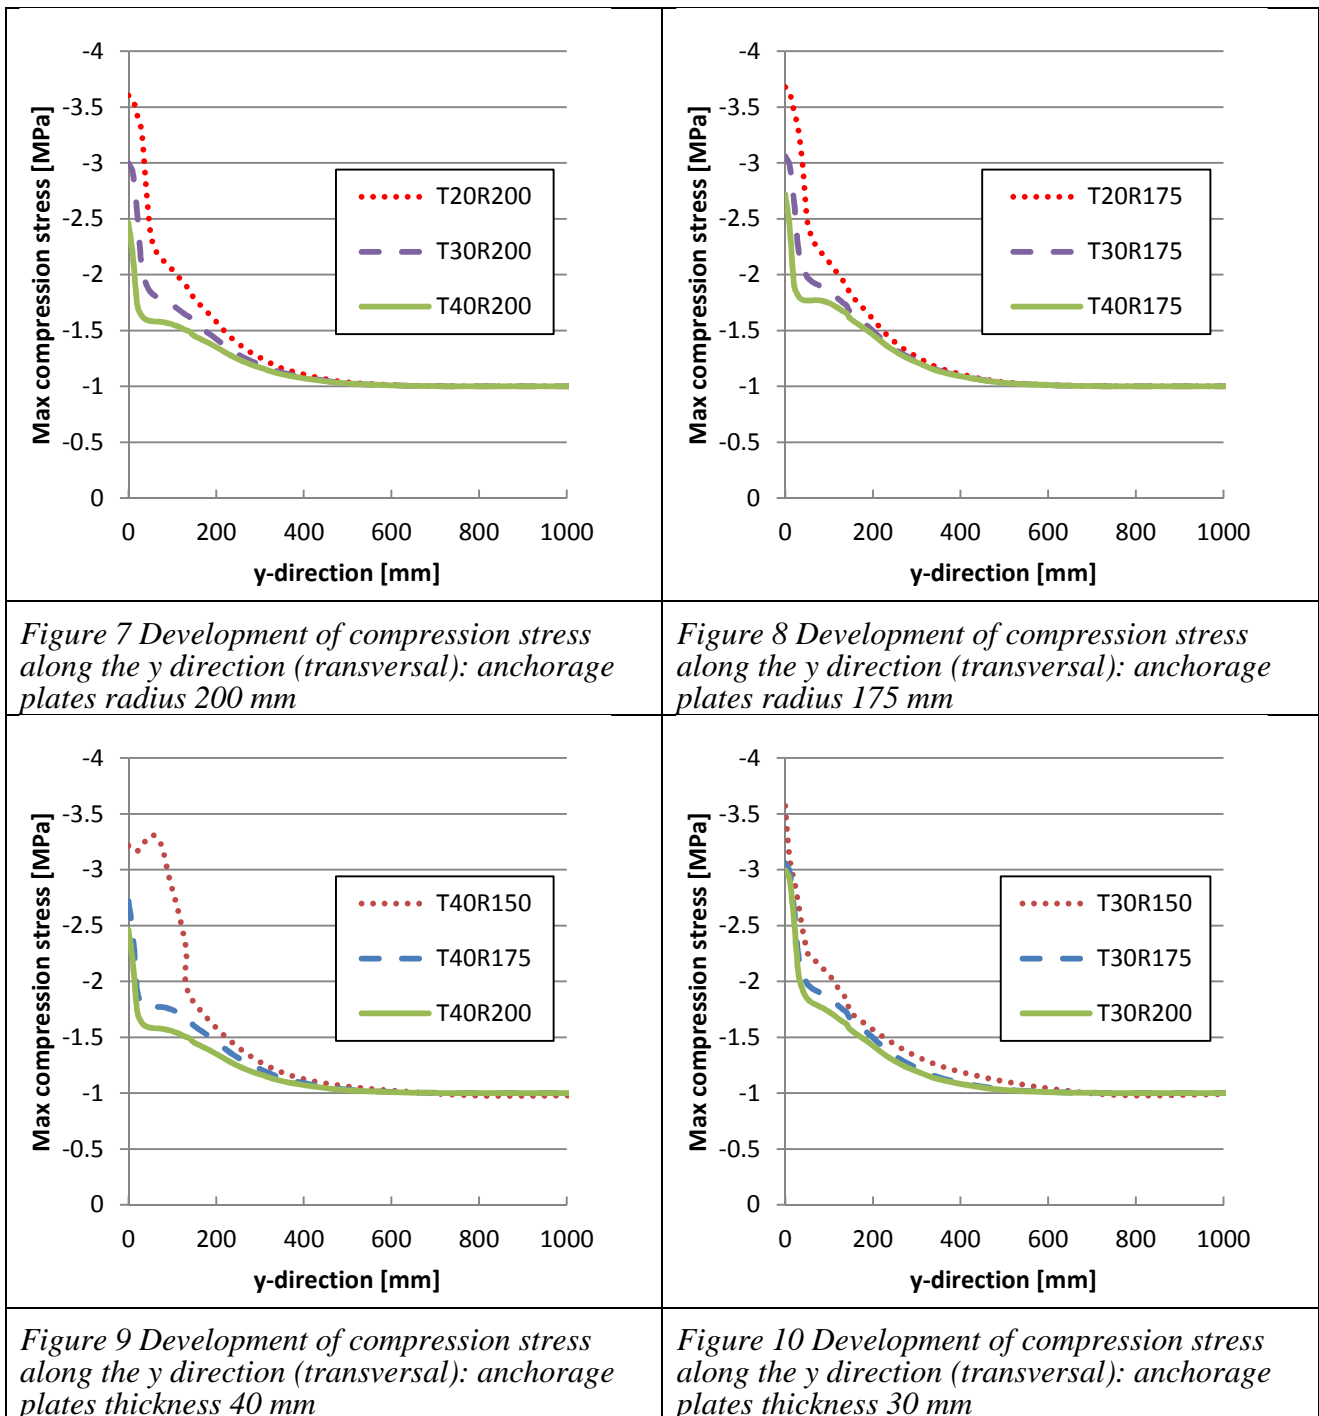 -4
-3.5
-3
-2.5
-2
-1.5
-1
-0.5
0
Max compression stress [MPa]
T20R200
T30R200
T40R200
0 200 400 600 800 1000
y-direction [mm]
Figure 7 Development of compression stress
along the y direction (transversal): anchorage
plates radius 200 mm
-4
-3.5
-3
-2.5
-2
-1.5
-1
-0.5
0
Max compression stress [MPa]
T20R175
T30R175
T40R175
0 200 400 600 800 1000
y-direction [mm]
Figure 8 Development of compression stress
along the y direction (transversal): anchorage
plates radius 175 mm
-4
-3.5
-3
-2.5
-2
-1.5
-1
-0.5
0
Max compression stress [MPa]
T40R150
T40R175
T40R200
0 200 400 600 800 1000
y-direction [mm]
Figure 9 Development of compression stress
along the y direction (transversal): anchorage
plates thickness 40 mm
-4
-3.5
-3
-2.5
-2
-1.5
-1
-0.5
0
Max compression stress [MPa]
T30R150
T30R175
T30R200
0 200 400 600 800 1000
y-direction [mm]
Figure 10 Development of compression stress
along the y direction (transversal): anchorage
plates thickness 30 mm